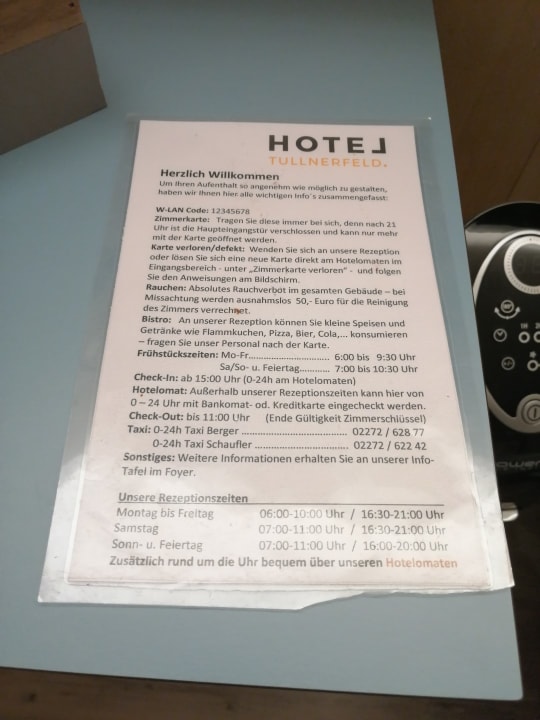 HOTEL
TULLNERFELD.
Herzlich Willkommen
Um Ihren Aufenthalt so angenehm wie möglich zu gestalten,
haben wir Ihnen hier alle wichtigen Info´s zusammengefasst:
W-LAN Code: 12345678
Zimmerkarte: Tragen Sie diese immer bei sich, denn nach 21
Uhr ist die Haupteingangstür verschlossen und kann nur mehr
mit der Karte geöffnet werden.
Karte verloren/defekt: Wenden Sie sich an unsere Rezeption
oder lösen Sie sich eine neue Karte direkt am Hotelomaten im
Eingangsbereich - unter „Zimmerkarte verloren" - und folgen
Sie den Anweisungen am Bildschirm.
Rauchen: Absolutes Rauchverbot im gesamten Gebäude – bei
Missachtung werden ausnahmslos 50,- Euro für die Reinigung
des Zimmers verrechnet.
Bistro: An unserer Rezeption können Sie kleine Speisen und
Getränke wie Flammkuchen, Pizza, Bier, Cola,... konsumieren
– fragen Sie unser Personal nach der Karte.
Frühstückszeiten: Mo-Fr........................ 6:00 bis 9:30 Uhr
Sa/So- u. Feiertag............ 7:00 bis 10:30 Uhr
Check-In: ab 15:00 Uhr (0-24h am Hotelomaten)
Hotelomat: Außerhalb unserer Rezeptionszeiten kann hier von
0 – 24 Uhr mit Bankomat- od. Kreditkarte eingecheckt werden.
Check-Out: bis 11:00 Uhr (Ende Gültigkeit Zimmerschlüssel)
Taxi: 0-24h Taxi Berger ................................ 02272 / 628 77
0-24h Taxi Schaufler ............................ 02272 / 622 42
Sonstiges: Weitere Informationen erhalten Sie an unserer Info-
Tafel im Foyer.
Unsere Rezeptionszeiten
Montag bis Freitag 06:00-10:00 Uhr / 16:30-21:00 Uhr
Samstag 07:00-11:00 Uhr / 16:30-21:00 Uhr
Sonn- u. Feiertag 07:00-11:00 Uhr / 16:00-20:00 Uhr
Zusätzlich rund um die Uhr bequem über unseren Hotelomaten